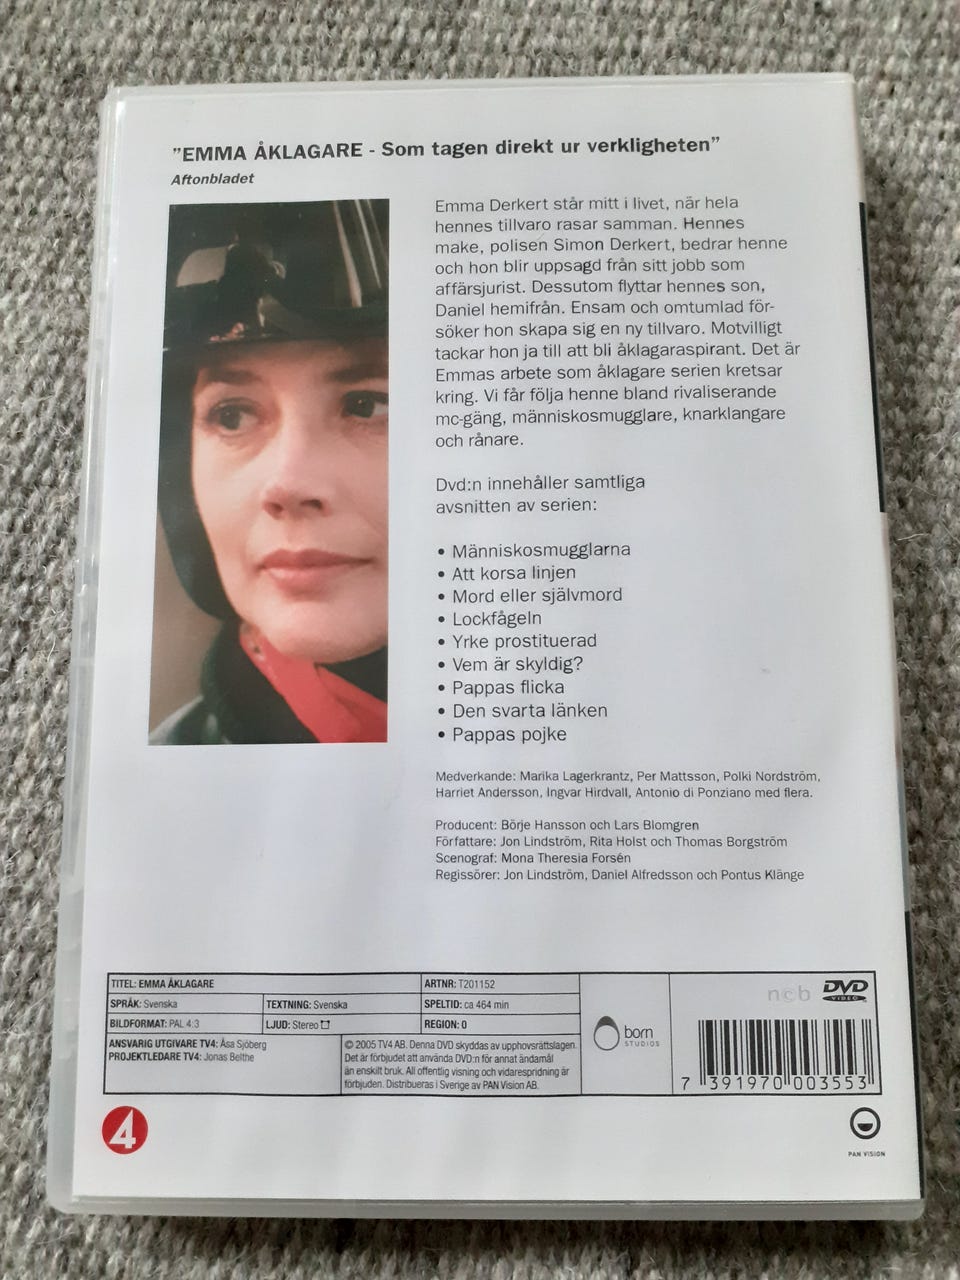 "EMMA ÅKLAGARE - Som tagen direkt ur verkligheten"
Aftonbladet
Emma Derkert står mitt i livet, när hela
hennes tillvaro rasar samman. Hennes
make, polisen Simon Derkert, bedrar henne
och hon blir uppsagd från sitt jobb som
affärsjurist. Dessutom flyttar hennes son,
Daniel hemifrån. Ensam och omtumlad för-
söker hon skapa sig en ny tillvaro. Motvilligt
tackar hon ja till att bli åklagaraspirant. Det är
Emmas arbete som åklagare serien kretsar
kring. Vi får följa henne bland rivaliserande
mc-gäng, människosmugglare, knarklangare
och rånare.
Dvd:n innehåller samtliga
avsnitten av serien:
• Människosmugglarna
• Att korsa linjen
• Mord eller självmord
• Lockfågeln
• Yrke prostituerad
• Vem är skyldig?
• Pappas flicka
• Den svarta länken
• Pappas pojke
Medverkande: Marika Lagerkrantz, Per Mattsson, Polki Nordström,
Harriet Andersson, Ingvar Hirdvall, Antonio di Ponziano med flera.
Producent: Börje Hansson och Lars Blomgren
Författare: Jon Lindström, Rita Holst och Thomas Borgström
Scenograf: Mona Theresia Forsén
Regissörer: Jon Lindström, Daniel Alfredsson och Pontus Klänge
TITEL: EMMA ÅKLAGARE
ARTNR: T201152
SPRÅK: Svenska
TEXTNING: Svenska
SPELTID: ca 464 min
BILDFORMAT: PAL 4:3
LJUD: Stereo
REGION: 0
ANSVARIG UTGIVARE TV4: Åsa Sjöberg
PROJEKTLEDARE TV4: Jonas Belthe
© 2005 TV4 AB. Denna DVD skyddas av upphovsrättslagen.
Det är förbjudet att använda DVD:n för annat ändamål
än enskilt bruk. All offentlig visning och vidarespridning är
förbjuden. Distribueras i Sverige av PAN Vision AB.
born
STUDIOS
ncb
DVD
VIDEO
7 391970 003553
4
PAN VISION